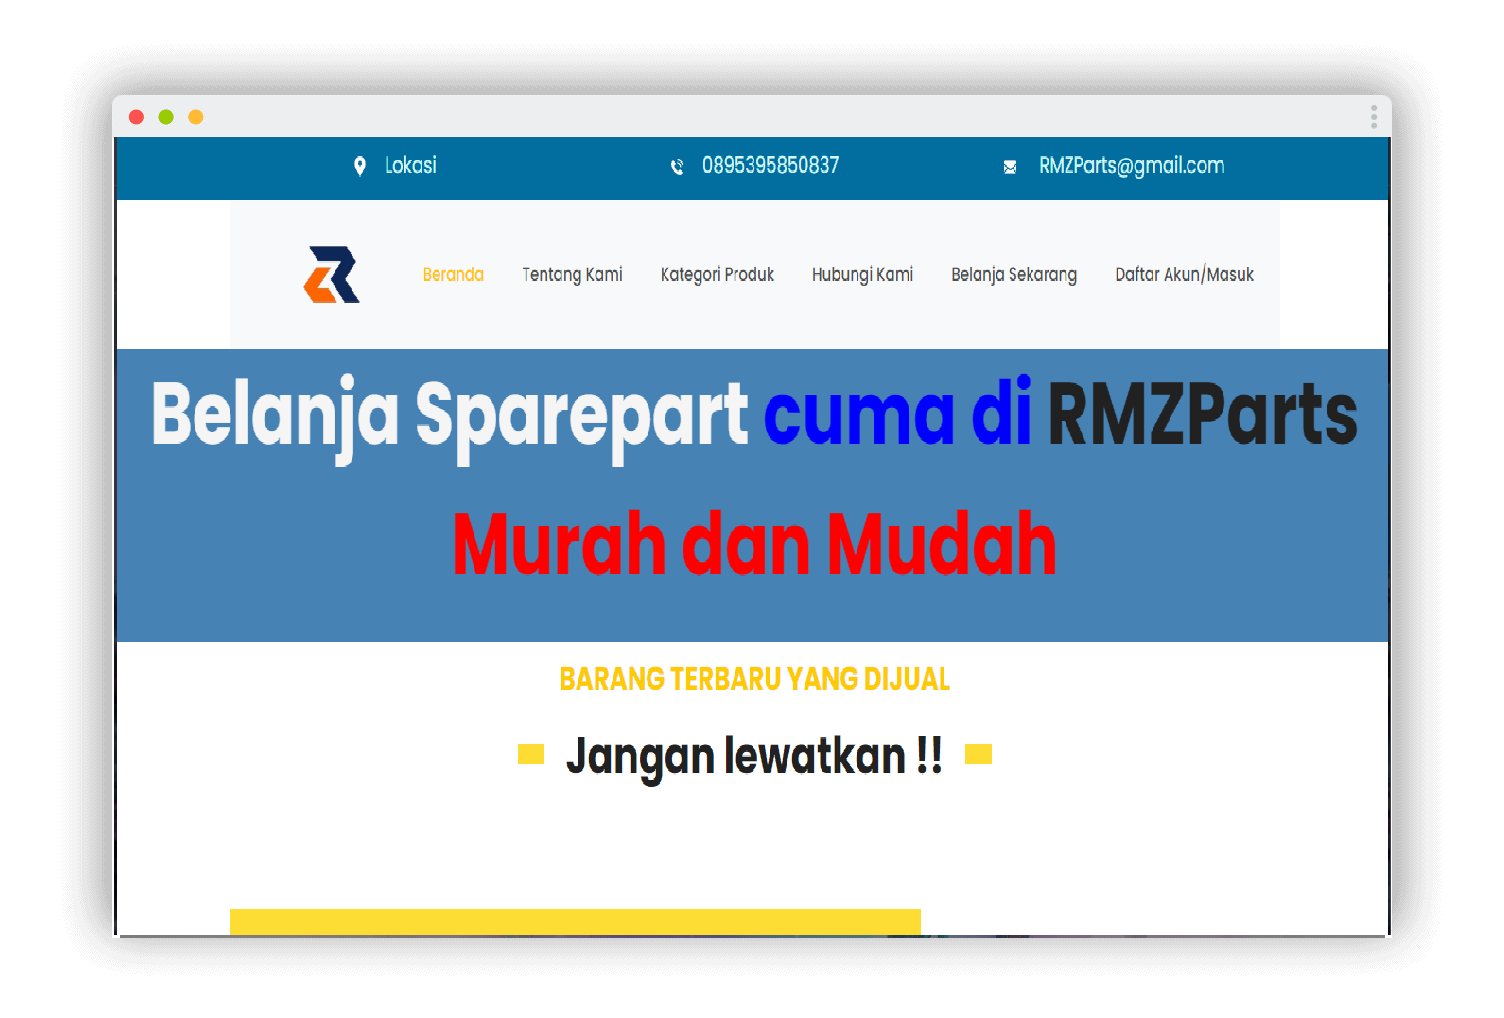 Lokasi 0895395850837 RMZParts@gmail.com
Beranda Tentang Kami Kategori Produk Hubungi Kami Belanja Sekarang Daftar Akun/Masuk
Belanja Sparepart cuma di RMZParts
Murah dan Mudah
BARANG TERBARU YANG DIJUAL
Jangan lewatkan !!